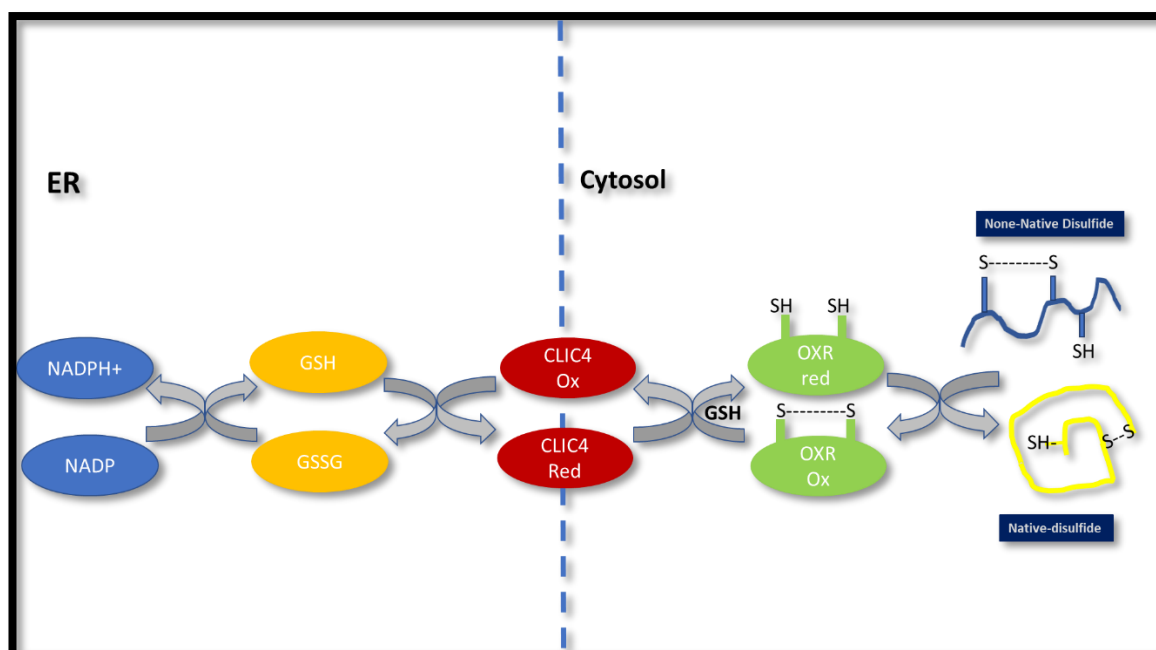 ER
Cytosol
None-Native Disulfide
S---------S
SH
SH SH
NADPH+
GSH
CLIC4
Ox
OXR
red
GSH
S---------S
NADP
GSSG
CLIC4
Red
OXR
Ox
SH-
S--S
Native-disulfide